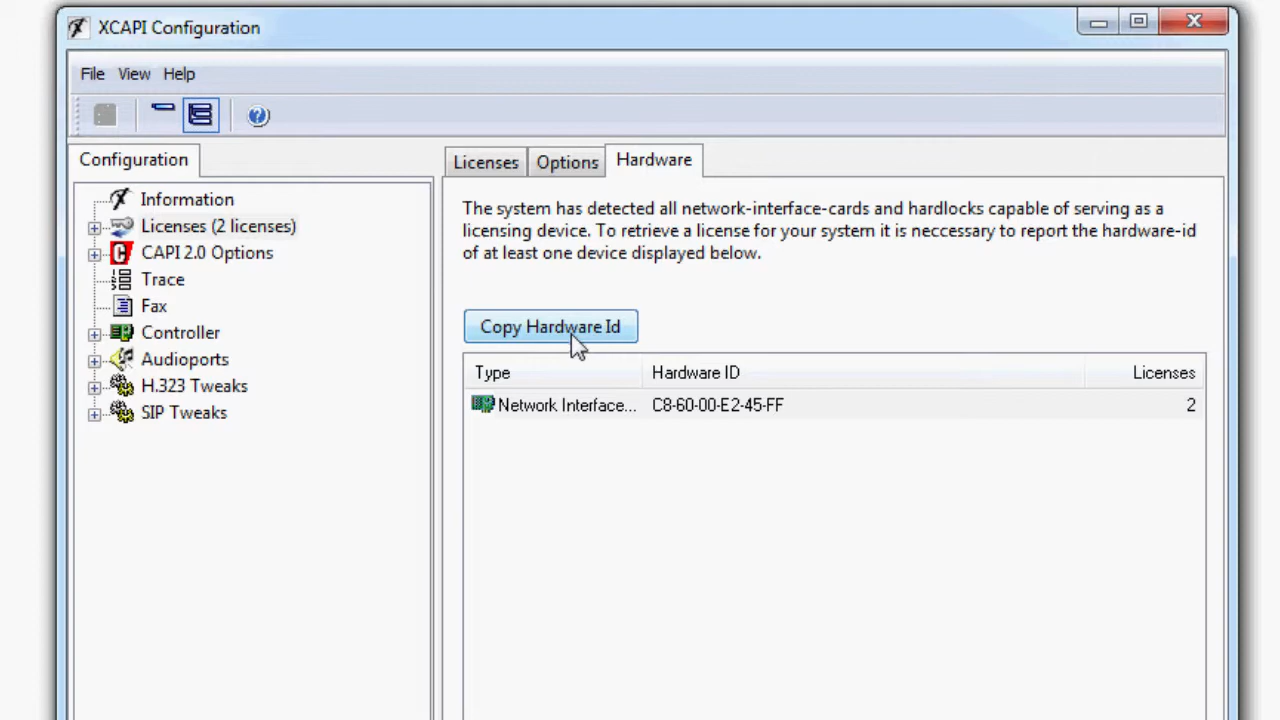 XCAPI Configuration
File View Help
Configuration
Licenses Options Hardware
Information
Licenses (2 licenses)
CAPI 2.0 Options
Trace
Fax
Controller
Audioports
H.323 Tweaks
SIP Tweaks
The system has detected all network-interface-cards and hardlocks capable of serving as a
licensing device. To retrieve a license for your system it is neccessary to report the hardware-id
of at least one device displayed below.
Copy Hardware Id
Type Hardware ID Licenses
Network Interface... C8-60-00-E2-45-FF 2